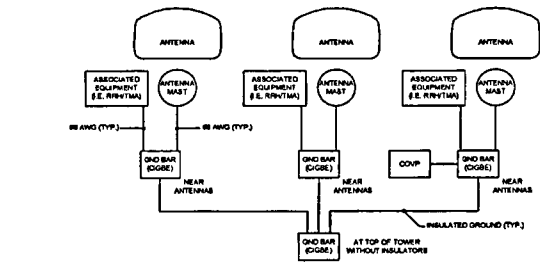 ANTENNA
ANTENNA
ANTENNA
ASSOCIATED
EQUIPMENT
(I.E. RRH/TMA)
ANTENNA
MAST
ASSOCIATED
EQUIPMENT
(I.E. RRH/TMA)
ANTENNA
MAST
ASSOCIATED
EQUIPMENT
(I.E. RRH/TMA)
ANTENNA
MAST
AWG (TYP.)
AWG (TYP.)
GND BAR
(CIGBE)
GND BAR
(CIGBE)
COVP
GND BAR
(CIGBE)
NEAR
ANTENNAS
NEAR
ANTENNAS
NEAR
ANTENNAS
INSULATED GROUND (TYP.)
GND BAR
(CIGBE)
AT TOP OF TOWER
WITHOUT INSULATORS